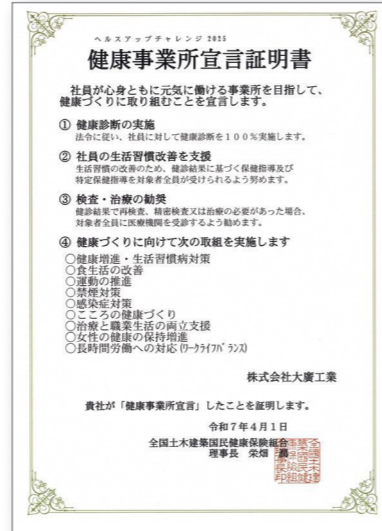 ヘルスアップチャレンジ 2025
健康事業所宣言証明書
社員が心身ともに元気に働ける事業所を目指して、
健康づくりに取り組むことを宣言します。
① 健康診断の実施
法令に従い、社員に対して健康診断を１００％実施します。
② 社員の生活習慣改善を支援
生活習慣の改善のため、健診結果に基づく保健指導及び
特定保健指導を対象者全員が受けられるよう努めます。
③ 検査・治療の勧奨
健診結果で再検査、精密検査又は治療の必要があった場合、
対象者全員に医療機関を受診するよう勧めます。
④ 健康づくりに向けて次の取組を実施します
○健康増進・生活習慣病対策
○食生活の改善
○運動の推進
○禁煙対策
○感染症対策
○こころの健康づくり
○治療と職業生活の両立支援
○女性の健康の保持増進
○長時間労働への対応(ﾜｰｸﾗｲﾌﾊﾞﾗﾝｽ)
株式会社大廣工業
貴社が「健康事業所宣言」したことを証明します。
令和７年４月１日
全国土木建築国民健康保険組合
理事長　栄畑